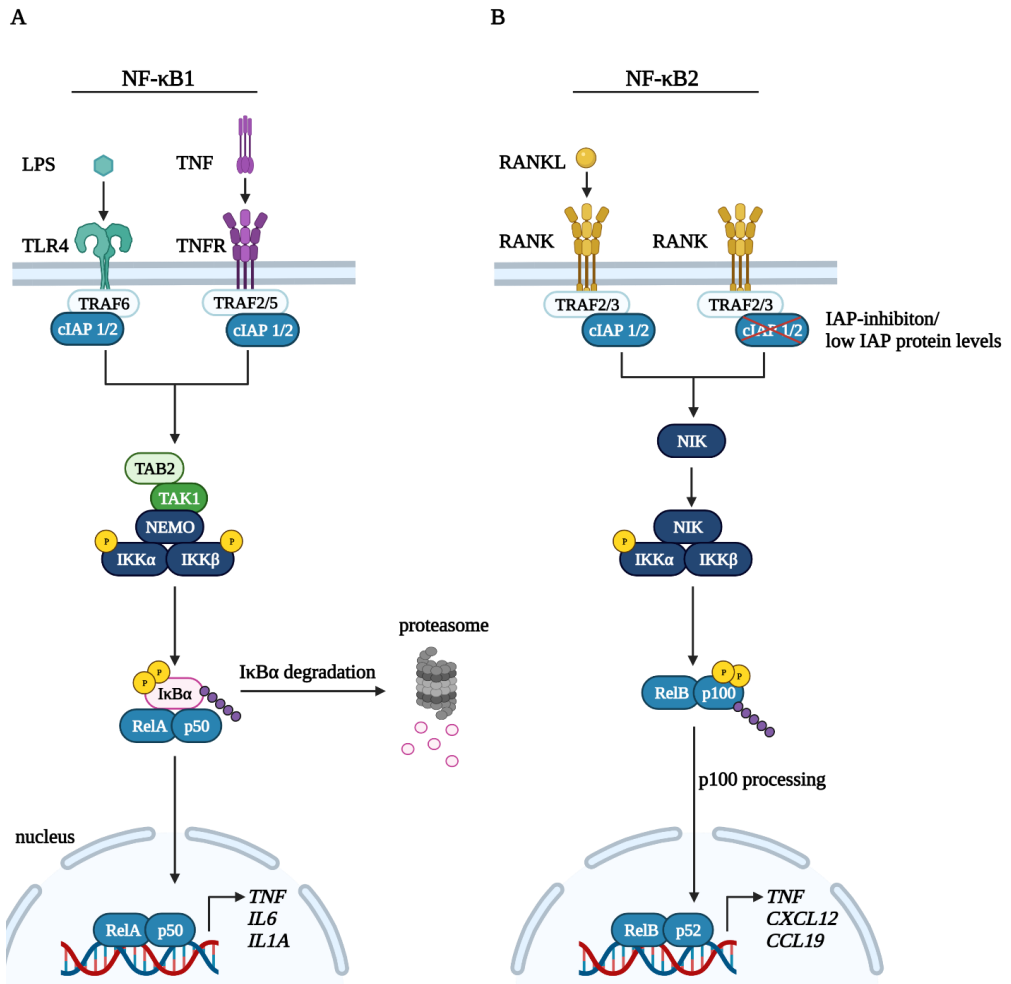 A
NF-κB1
LPS
TNF
TLR4
TNFR
TRAF6
TRAF2/5
cIAP 1/2
cIAP 1/2
TAB2
TAK1
NEMO
P
P
IKKα
IKKβ
P
P
IκBα
RelA
p50
IκBα degradation
proteasome
nucleus
RelA
p50
TNF
IL6
IL1A
B
NF-κB2
RANKL
RANK
RANK
TRAF2/3
TRAF2/3
cIAP 1/2
cIAP 1/2
IAP-inhibiton/
low IAP protein levels
NIK
NIK
P
IKKα
IKKβ
P
P
RelB
p100
p100 processing
RelB
p52
TNF
CXCL12
CCL19